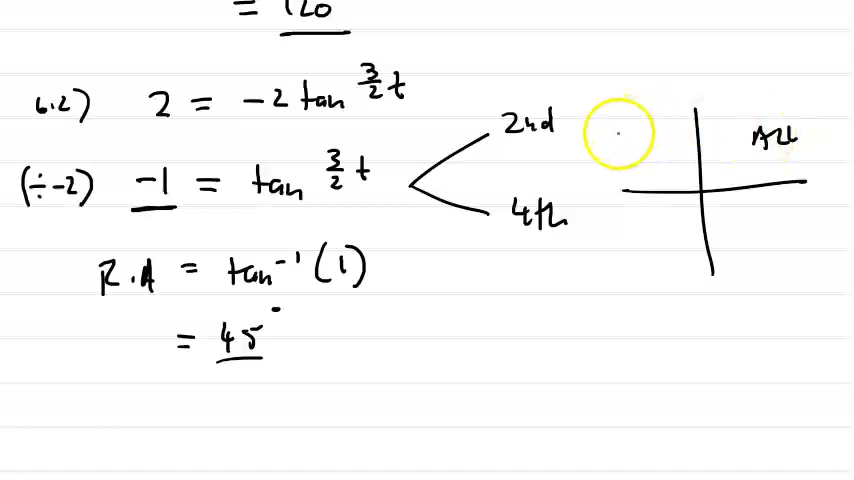 = 120
6.2) 2 = -2 tan 3/2 t
2nd
All
(÷-2) -1 = tan 3/2 t
4th
R.A = tan⁻¹ (1)
= 45°